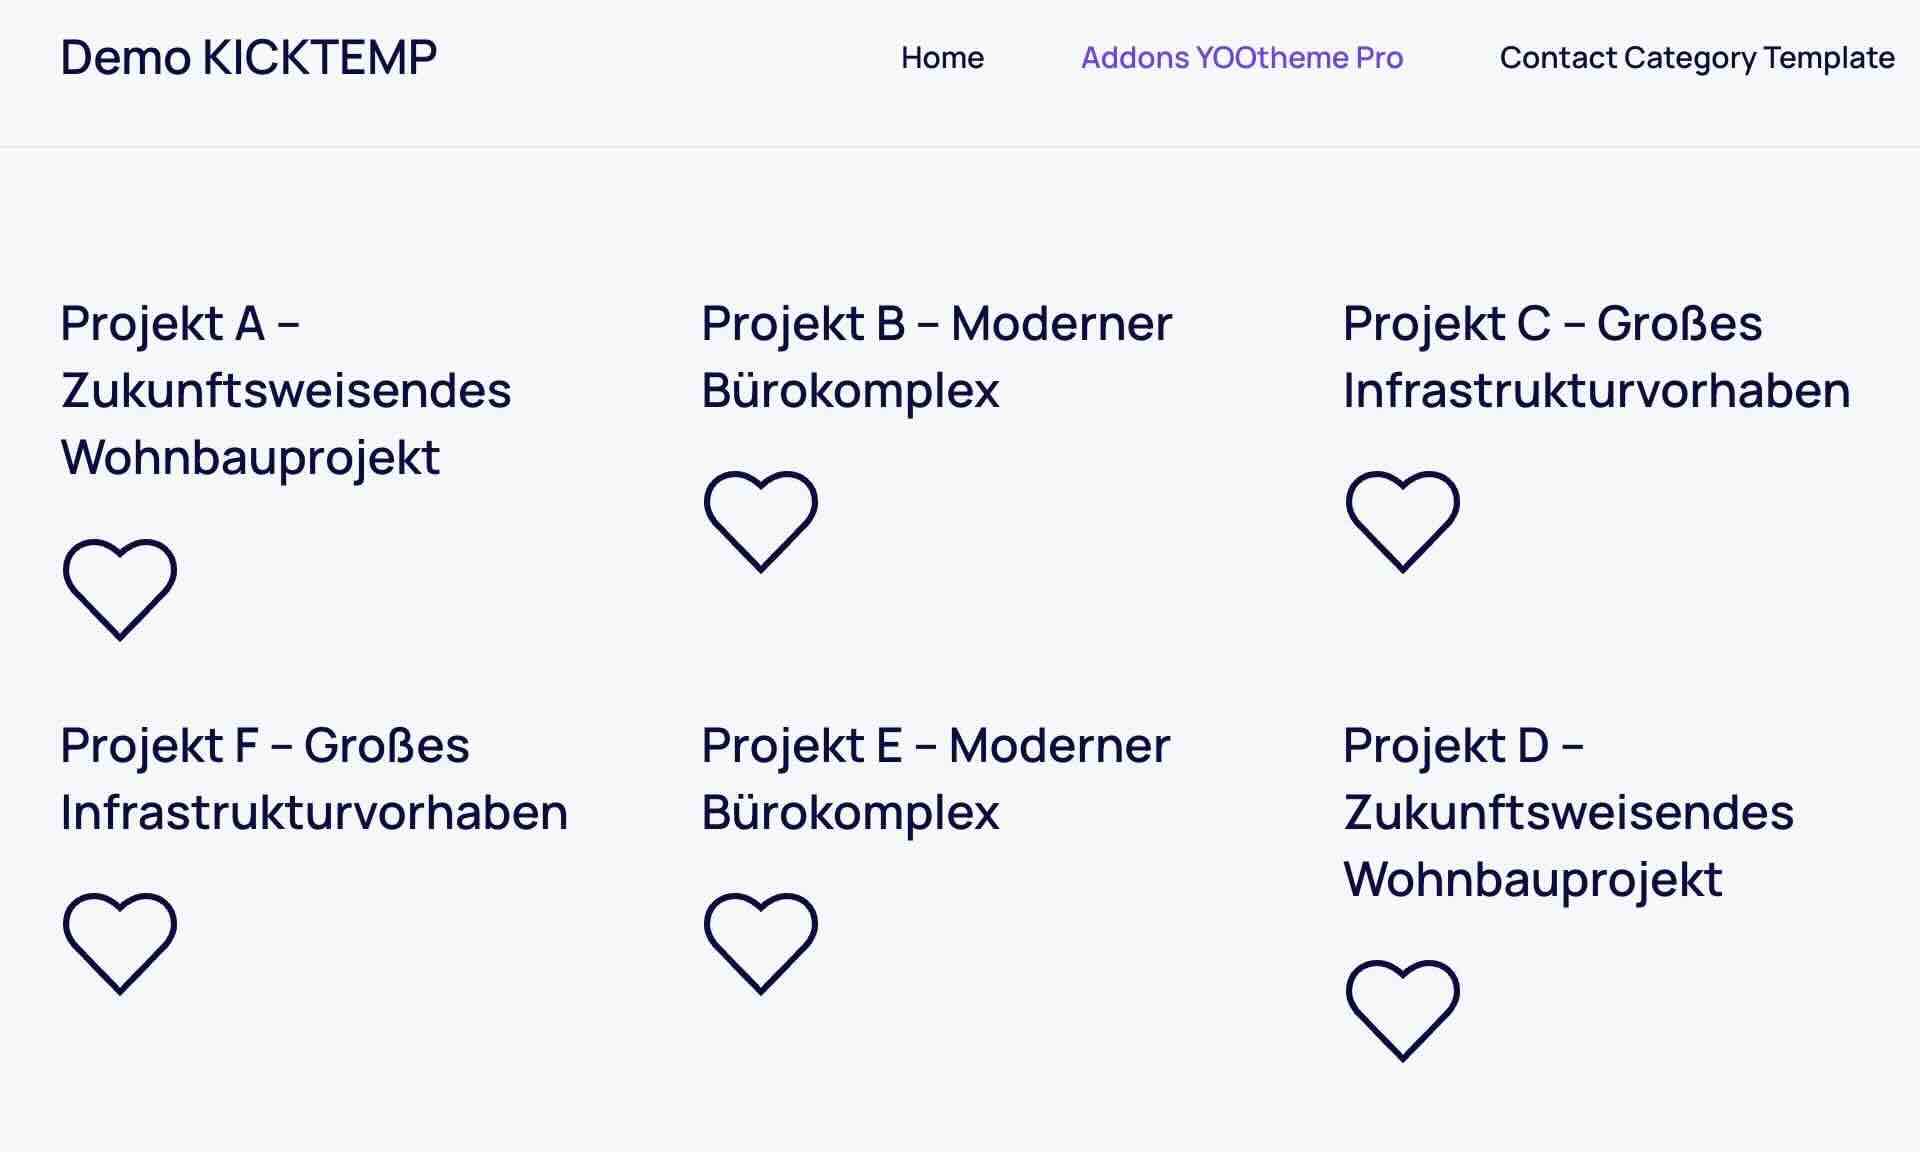 Demo KICKTEMP
Home
Addons YOOtheme Pro
Contact Category Template
Projekt A –
Zukunftsweisendes
Wohnbauprojekt
Projekt B – Moderner
Bürokomplex
Projekt C – Großes
Infrastrukturvorhaben
Projekt F – Großes
Infrastrukturvorhaben
Projekt E – Moderner
Bürokomplex
Projekt D –
Zukunftsweisendes
Wohnbauprojekt